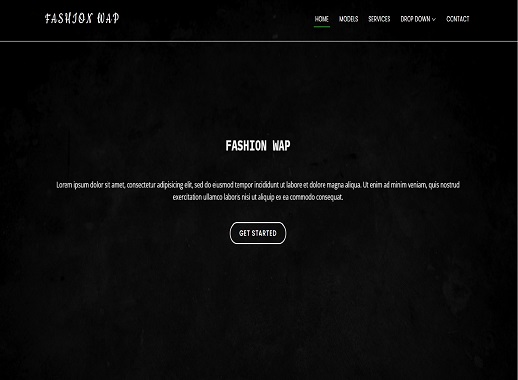 FASHION WAP
HOME MODELS SERVICES DROP DOWN CONTACT
FASHION WAP
Lorem ipsum dolor sit amet, consectetur adipisicing elit, sed do eiusmod tempor incididunt ut labore et dolore magna aliqua. Ut enim ad minim veniam, quis nostrud
exercitation ullamco laboris nisi ut aliquip ex ea commodo consequat.
GET STARTED